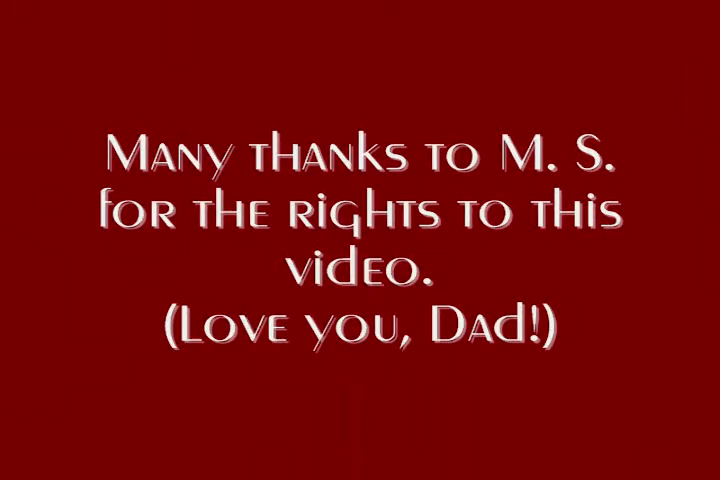 Many thanks to M. S.
for the rights to this
video.
(Love you, Dad!)